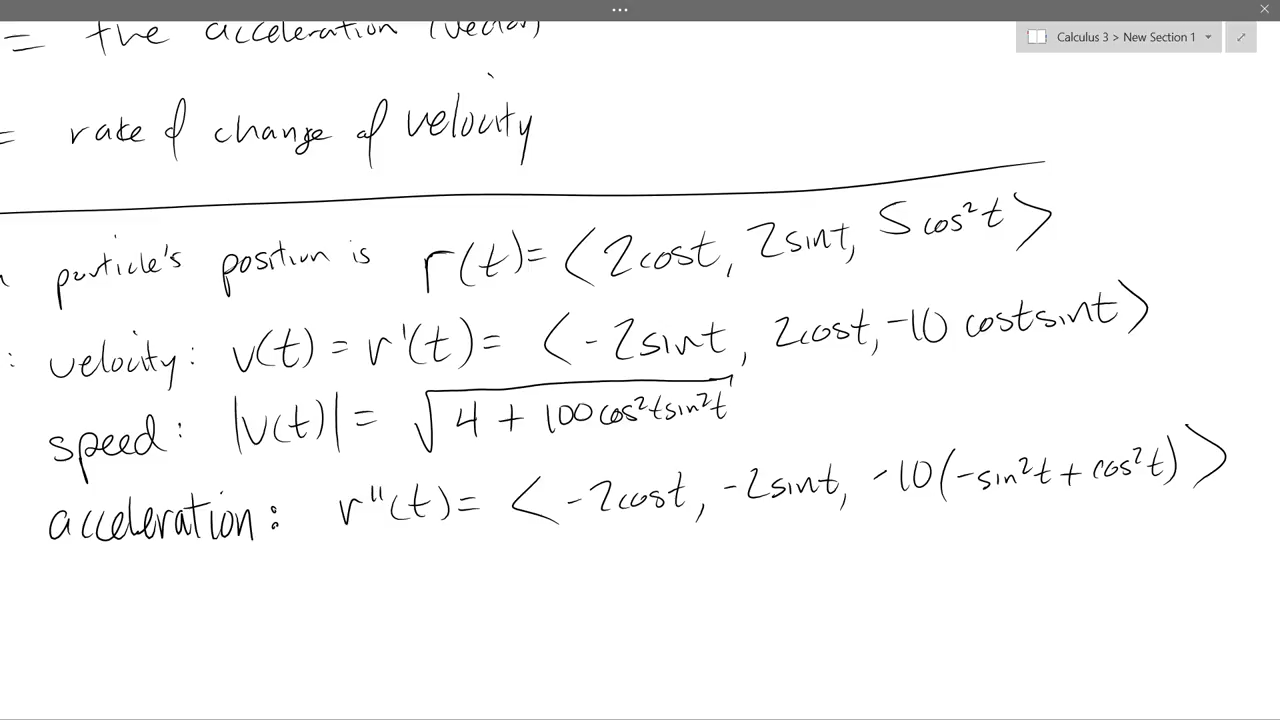 Calculus 3 > New Section 1
= the acceleration (vector)
= rate of change of velocity
particle's position is r(t)=⟨2cost, 2sint, 5cos²t⟩
: velocity: v(t) = r'(t)= ⟨-2sint, 2cost, -10 costsint⟩
speed: |v(t)| = √(4 + 100cos²tsin²t)
acceleration: r''(t)= ⟨-2cost, -2sint, -10(-sin²t + cos²t)⟩